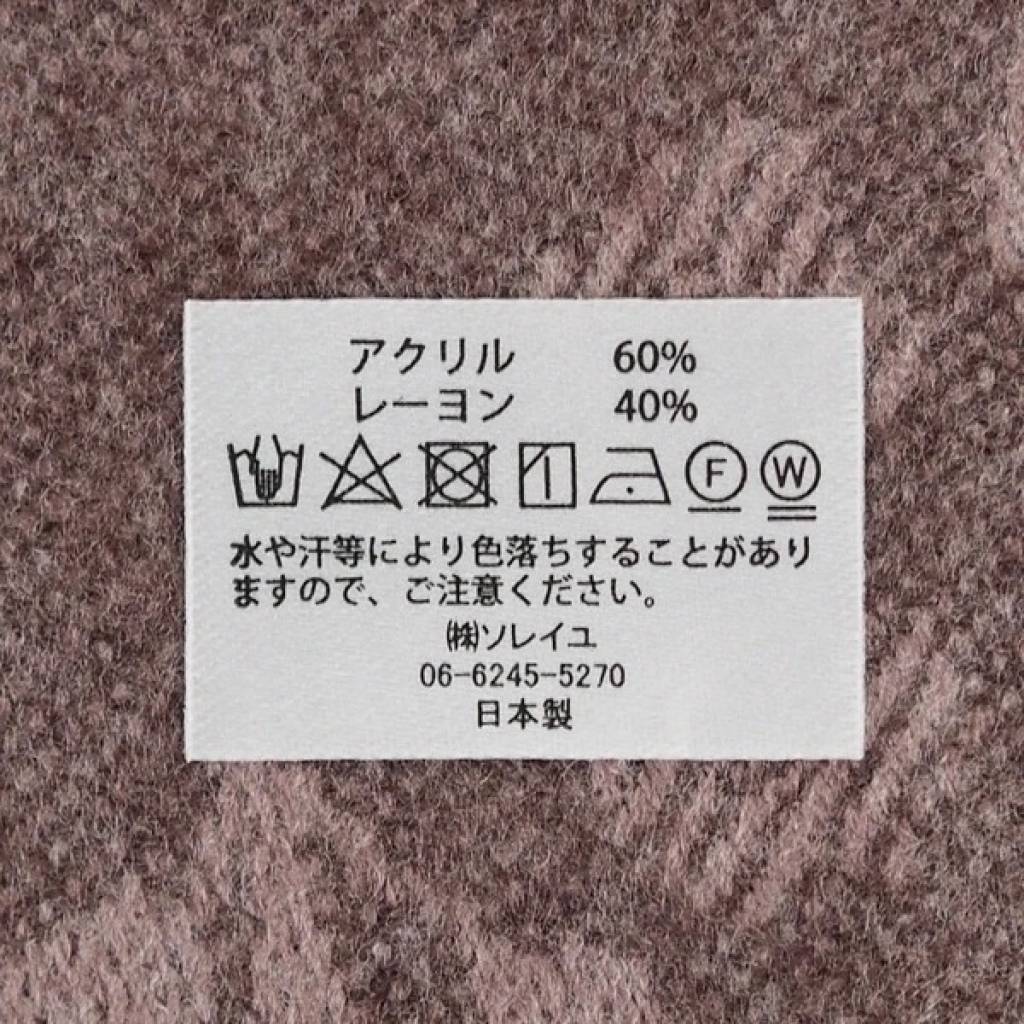 アクリル 60%
レーヨン 40%
F W
水や汗等により色落ちすることがあり
ますので、ご注意ください。
㈱ソレイユ
06-6245-5270
日本製